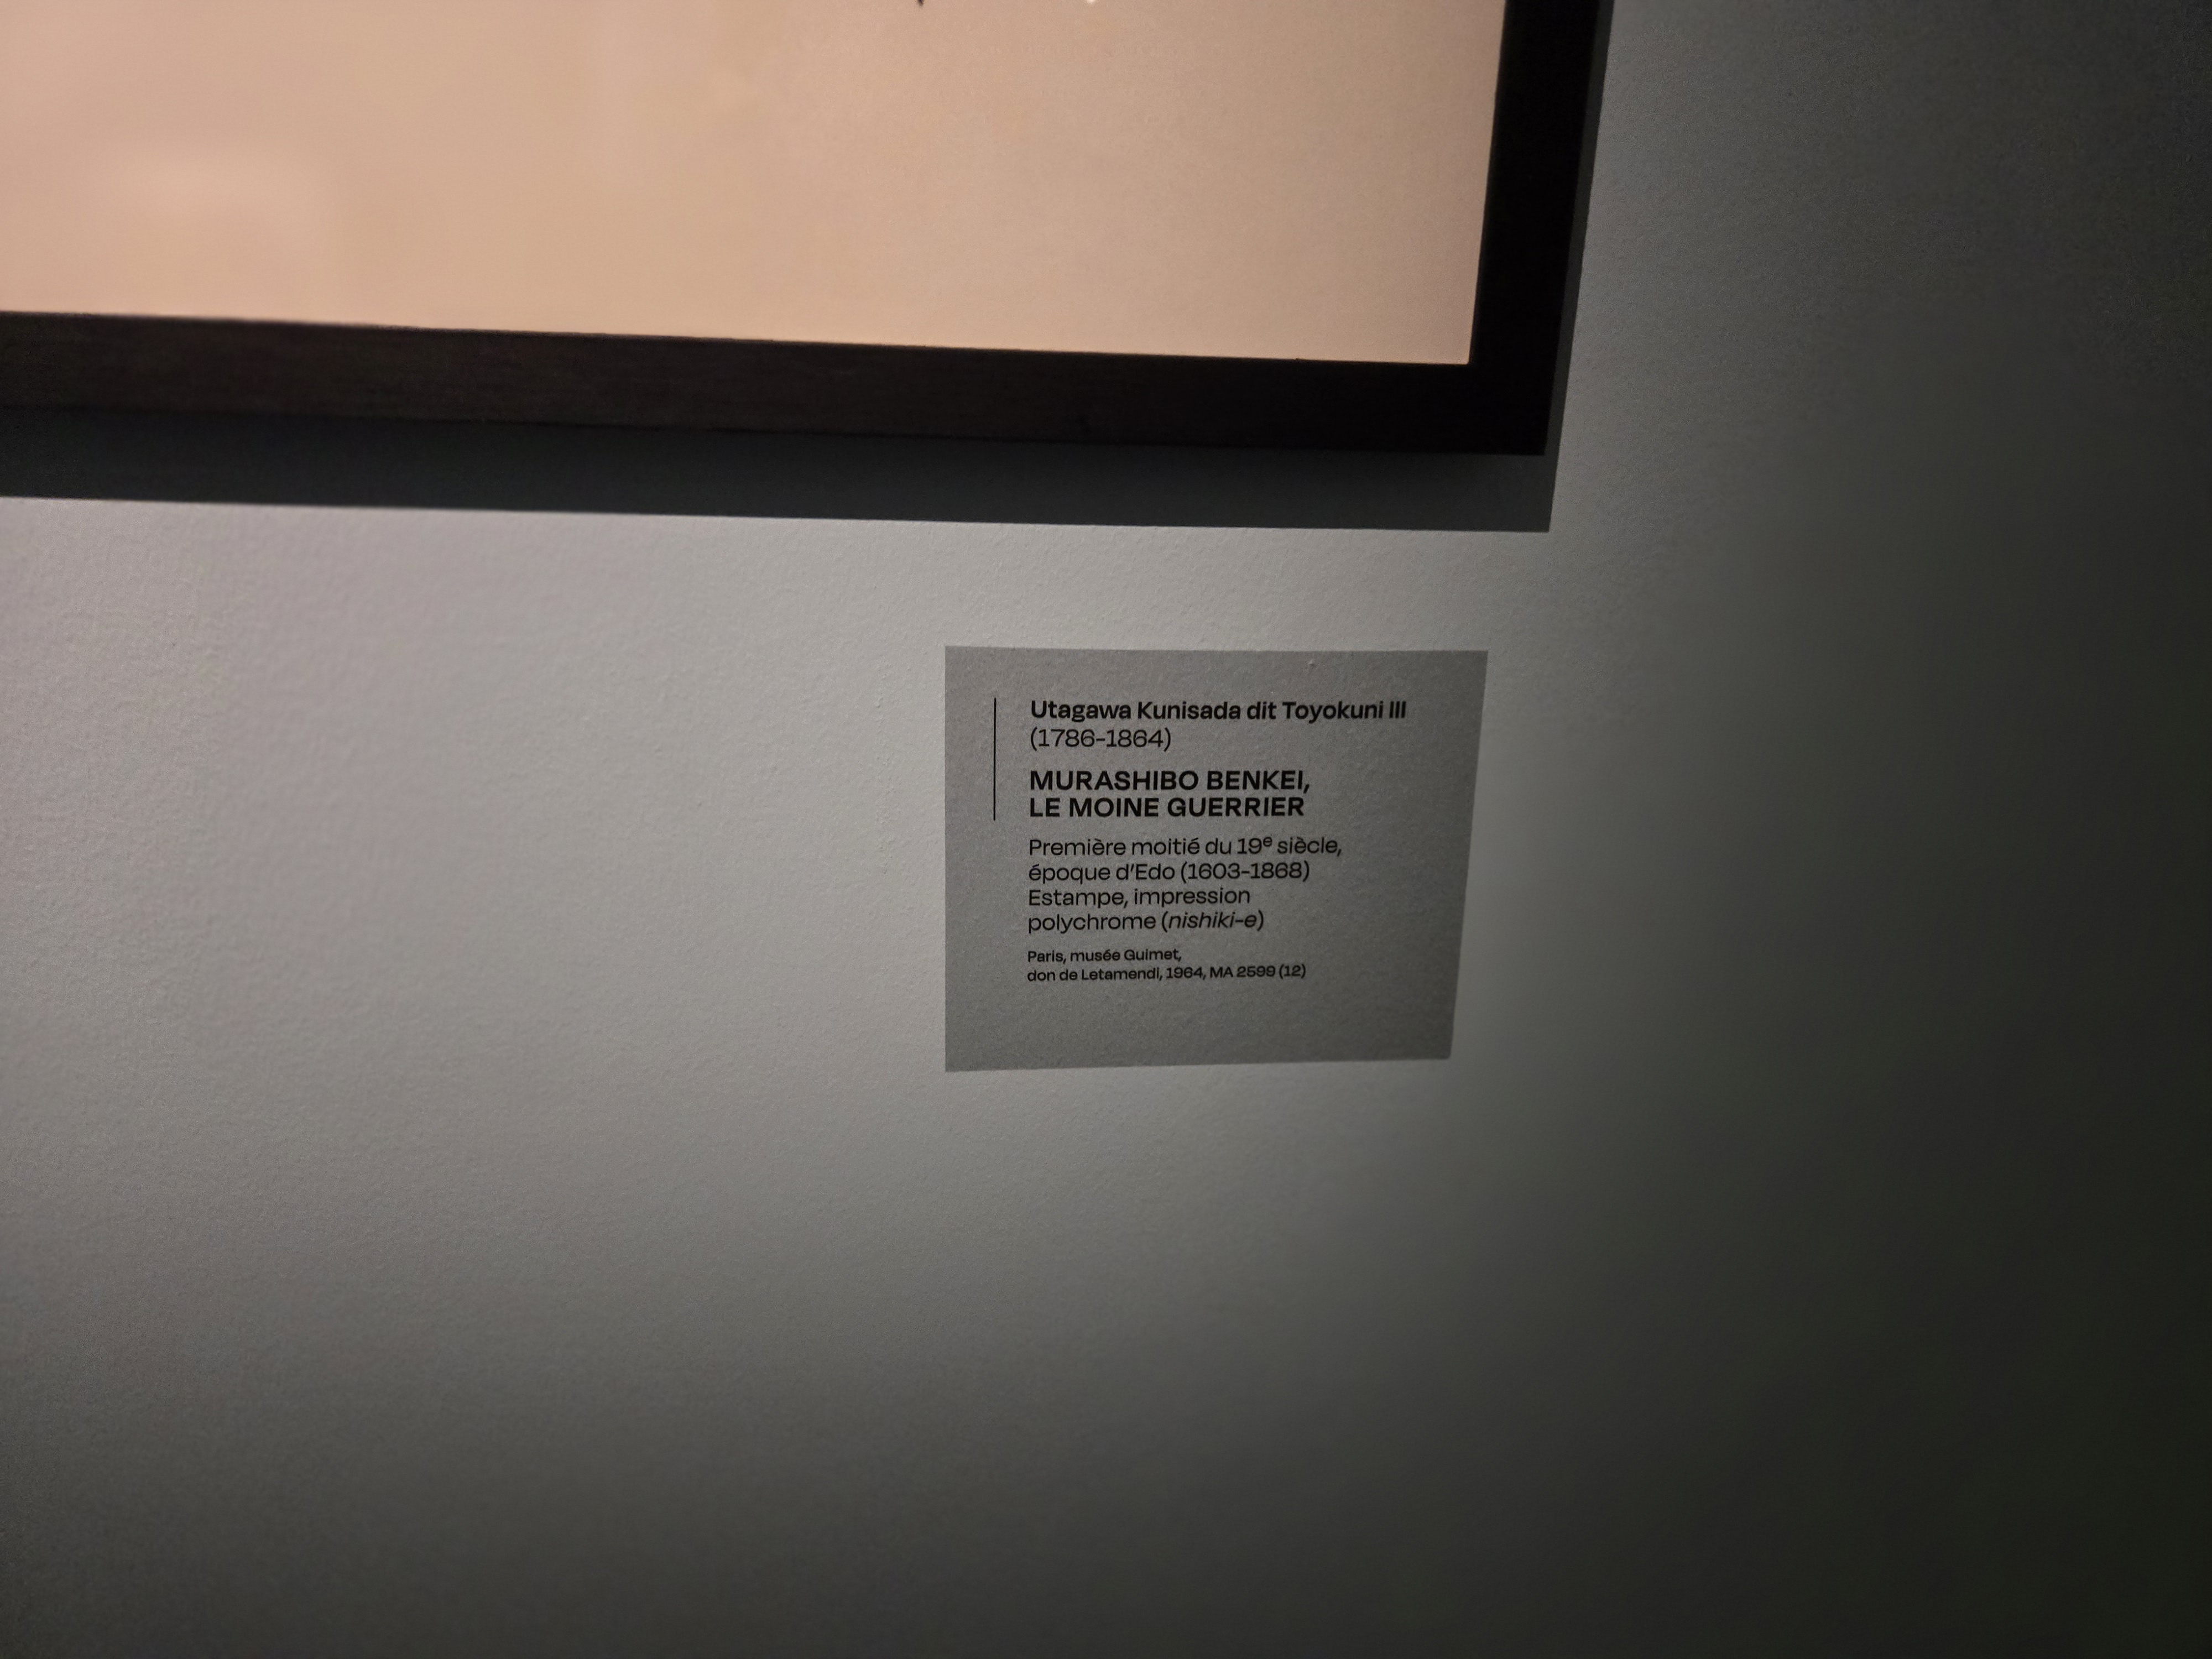 Utagawa Kunisada dit Toyokuni III
(1786-1864)
MURASHIBO BENKEI,
LE MOINE GUERRIER
Première moitié du 19e siècle,
époque d'Edo (1603-1868)
Estampe, impression
polychrome (nishiki-e)
Paris, musée Guimet,
don de Letamendi, 1964, MA 2599 (12)